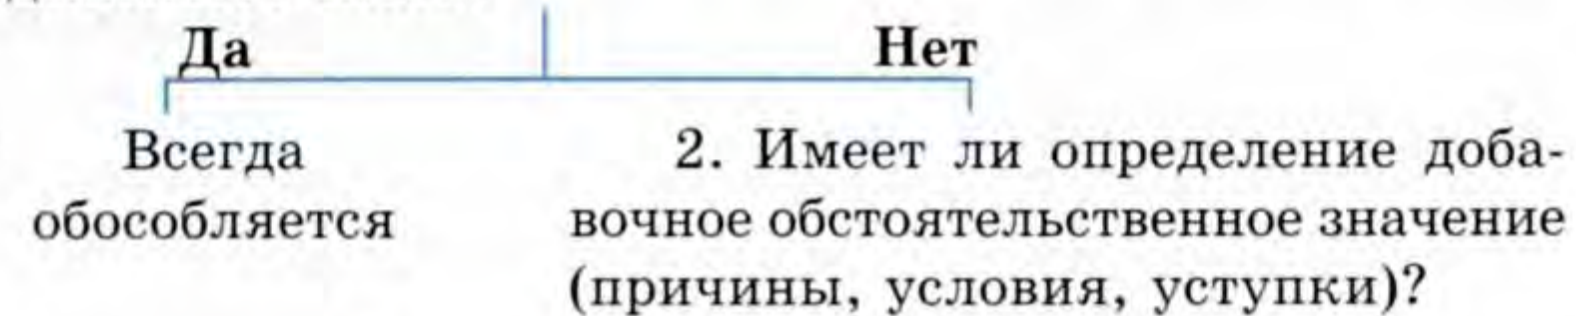 Да Нет
Всегда 2. Имеет ли определение доба-
обособляется вочное обстоятельственное значение
(причины, условия, уступки)?